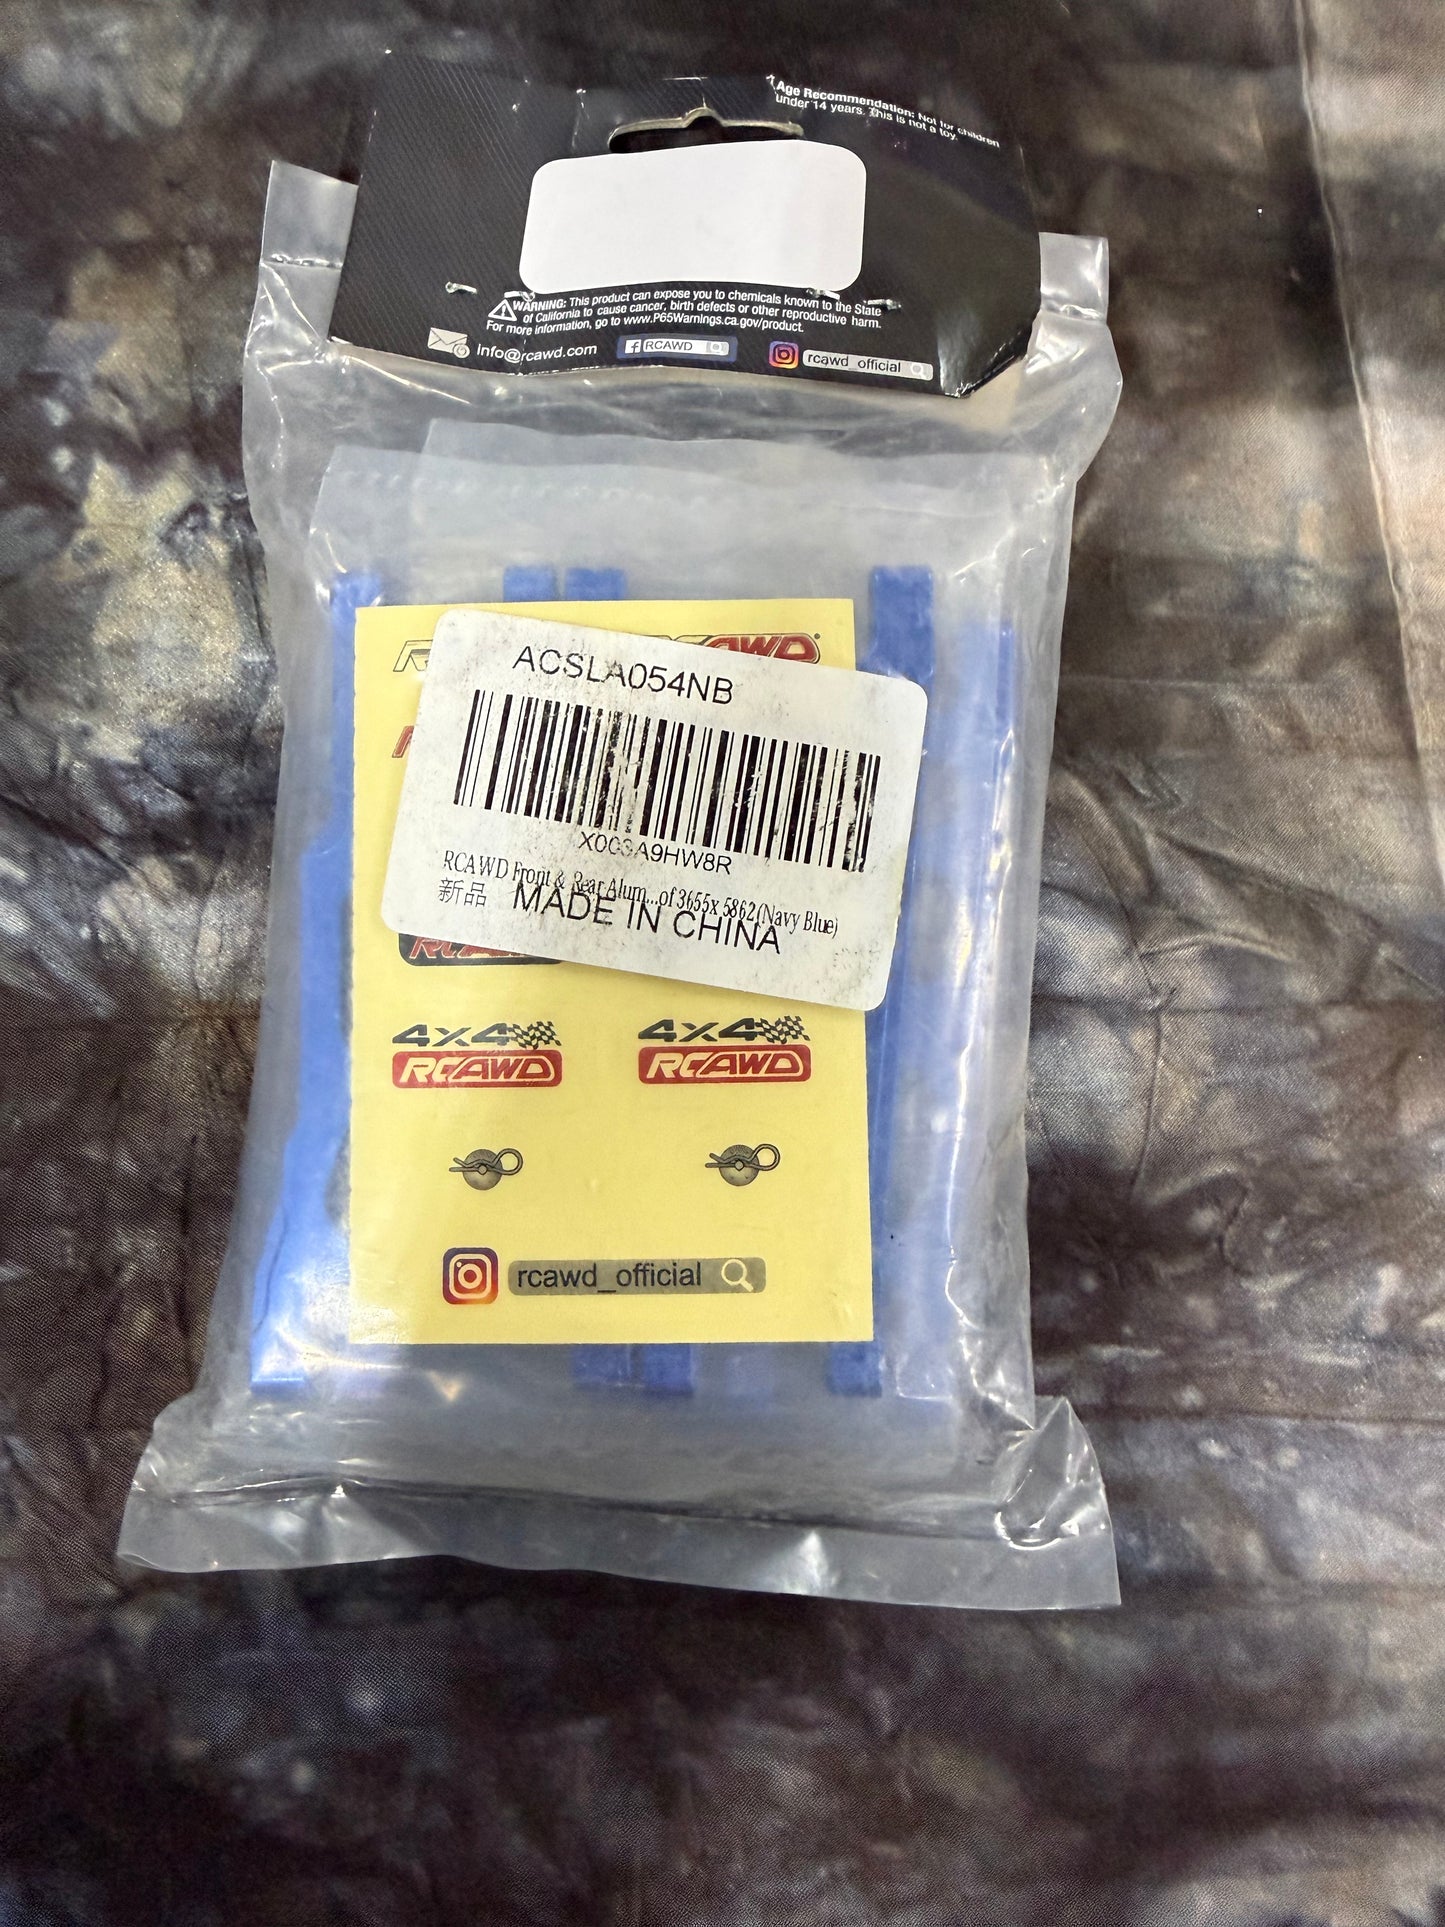 Age Recommendation: Not for children
under 14 years. This is not a toy.
WARNING: This product can expose you to chemicals known to the State
of California to cause cancer, birth defects or other reproductive harm.
For more information, go to www.P65Warnings.ca.gov/product.
Info@rcawd.com
RCAWD
rcawd_official
AWD
ACSLA054NB
X003A9HW8R
RCAWD Front & Rear Alum...of 3655x 5862(Navy Blue)
新品
MADE IN CHINA
4x4
RCAWD
4x4
RCAWD
rcawd_official